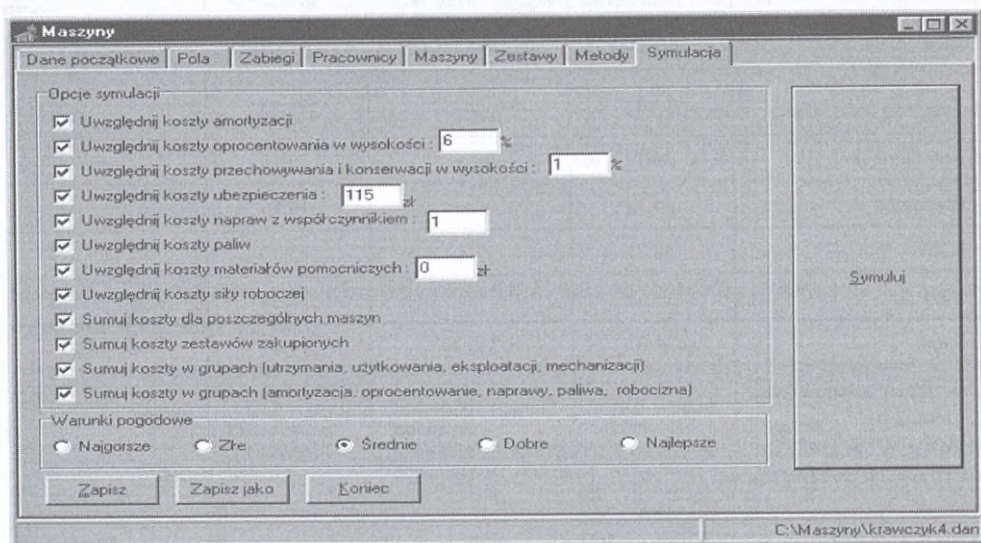 Maszyny
Dane początkowe Pola Zabiegi Pracownicy Maszyny Zestawy Metody Symulacja
Opcje symulacji
Uwzględnij koszty amortyzacji
Uwzględnij koszty oprocentowania w wysokości : 6 %
Uwzględnij koszty przechowywania i konserwacji w wysokości : 1 %
Uwzględnij koszty ubezpieczenia : 115 zł
Uwzględnij koszty napraw z współczynnikiem : 1
Uwzględnij koszty paliw
Uwzględnij koszty materiałów pomocniczych : 0 zł
Uwzględnij koszty siły roboczej
Sumuj koszty dla poszczególnych maszyn
Sumuj koszty zestawów zakupionych
Sumuj koszty w grupach (utrzymania, użytkowania, eksploatacji, mechanizacji)
Sumuj koszty w grupach (amortyzacja, oprocentowanie, naprawy, paliwa, robocizna)
Symuluj
Warunki pogodowe
Najgorsze Złe Średnie Dobre Najlepsze
Zapisz Zapisz jako Koniec
C:\Maszyny\krawczyk4.dan